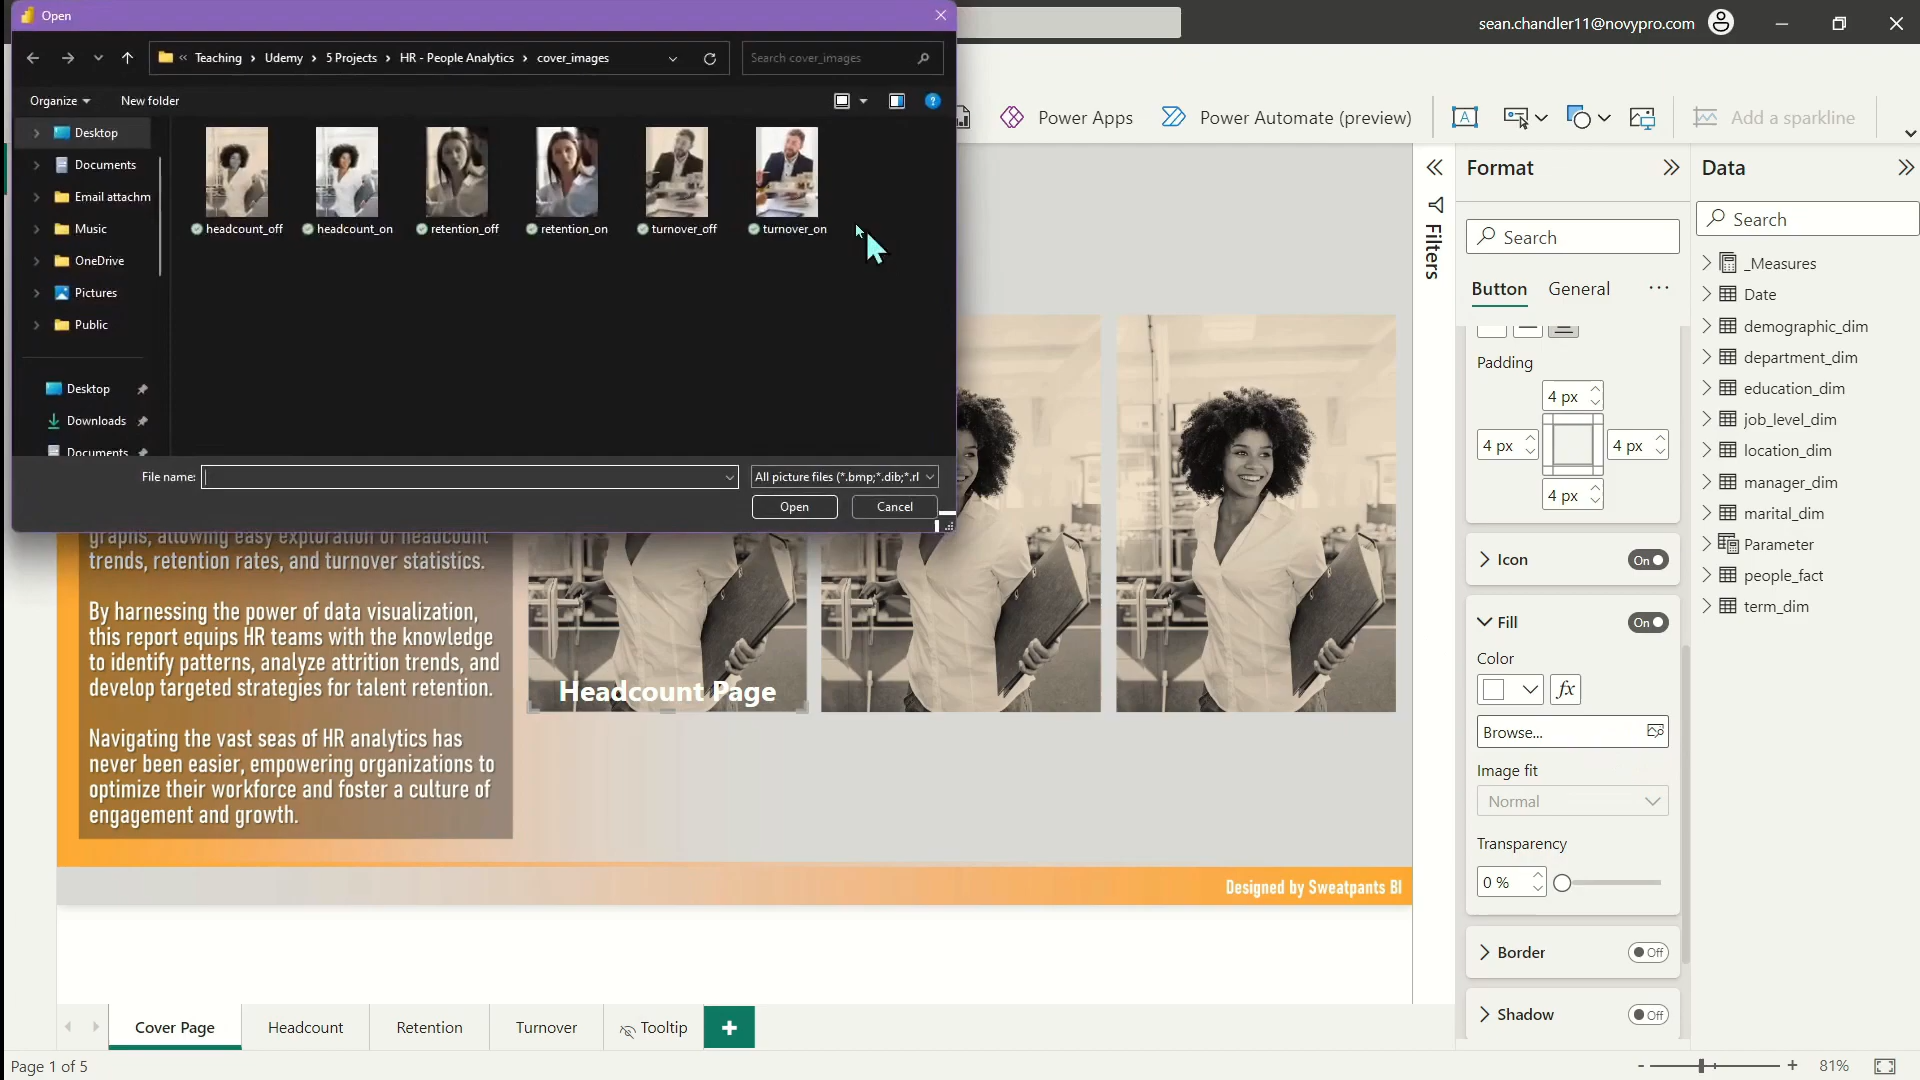 Open
sean.chandler11@novypro.com
« Teaching › Udemy › 5 Projects › HR - People Analytics › cover_images
Search cover_images
Organize
New folder
Desktop
Documents
Email attachm
Music
OneDrive
Pictures
Public
Desktop
Downloads
Documents
headcount_off
headcount_on
retention_off
retention_on
turnover_off
turnover_on
File name:
All picture files (*.bmp;*.dib;*.rl
Open
Cancel
Power Apps
Power Automate (preview)
Add a sparkline
graphs, allowing easy exploration of headcount
trends, retention rates, and turnover statistics.
By harnessing the power of data visualization,
this report equips HR teams with the knowledge
to identify patterns, analyze attrition trends, and
develop targeted strategies for talent retention.
Navigating the vast seas of HR analytics has
never been easier, empowering organizations to
optimize their workforce and foster a culture of
engagement and growth.
Headcount Page
Designed by Sweatpants BI
Filters
Format
Search
Button
General
Padding
4 px
4 px
4 px
4 px
Icon
On
Fill
On
Color
fx
Browse...
Image fit
Normal
Transparency
0 %
Border
Off
Shadow
Off
Data
Search
_Measures
Date
demographic_dim
department_dim
education_dim
job_level_dim
location_dim
manager_dim
marital_dim
Parameter
people_fact
term_dim
Cover Page
Headcount
Retention
Turnover
Tooltip
Page 1 of 5
81%